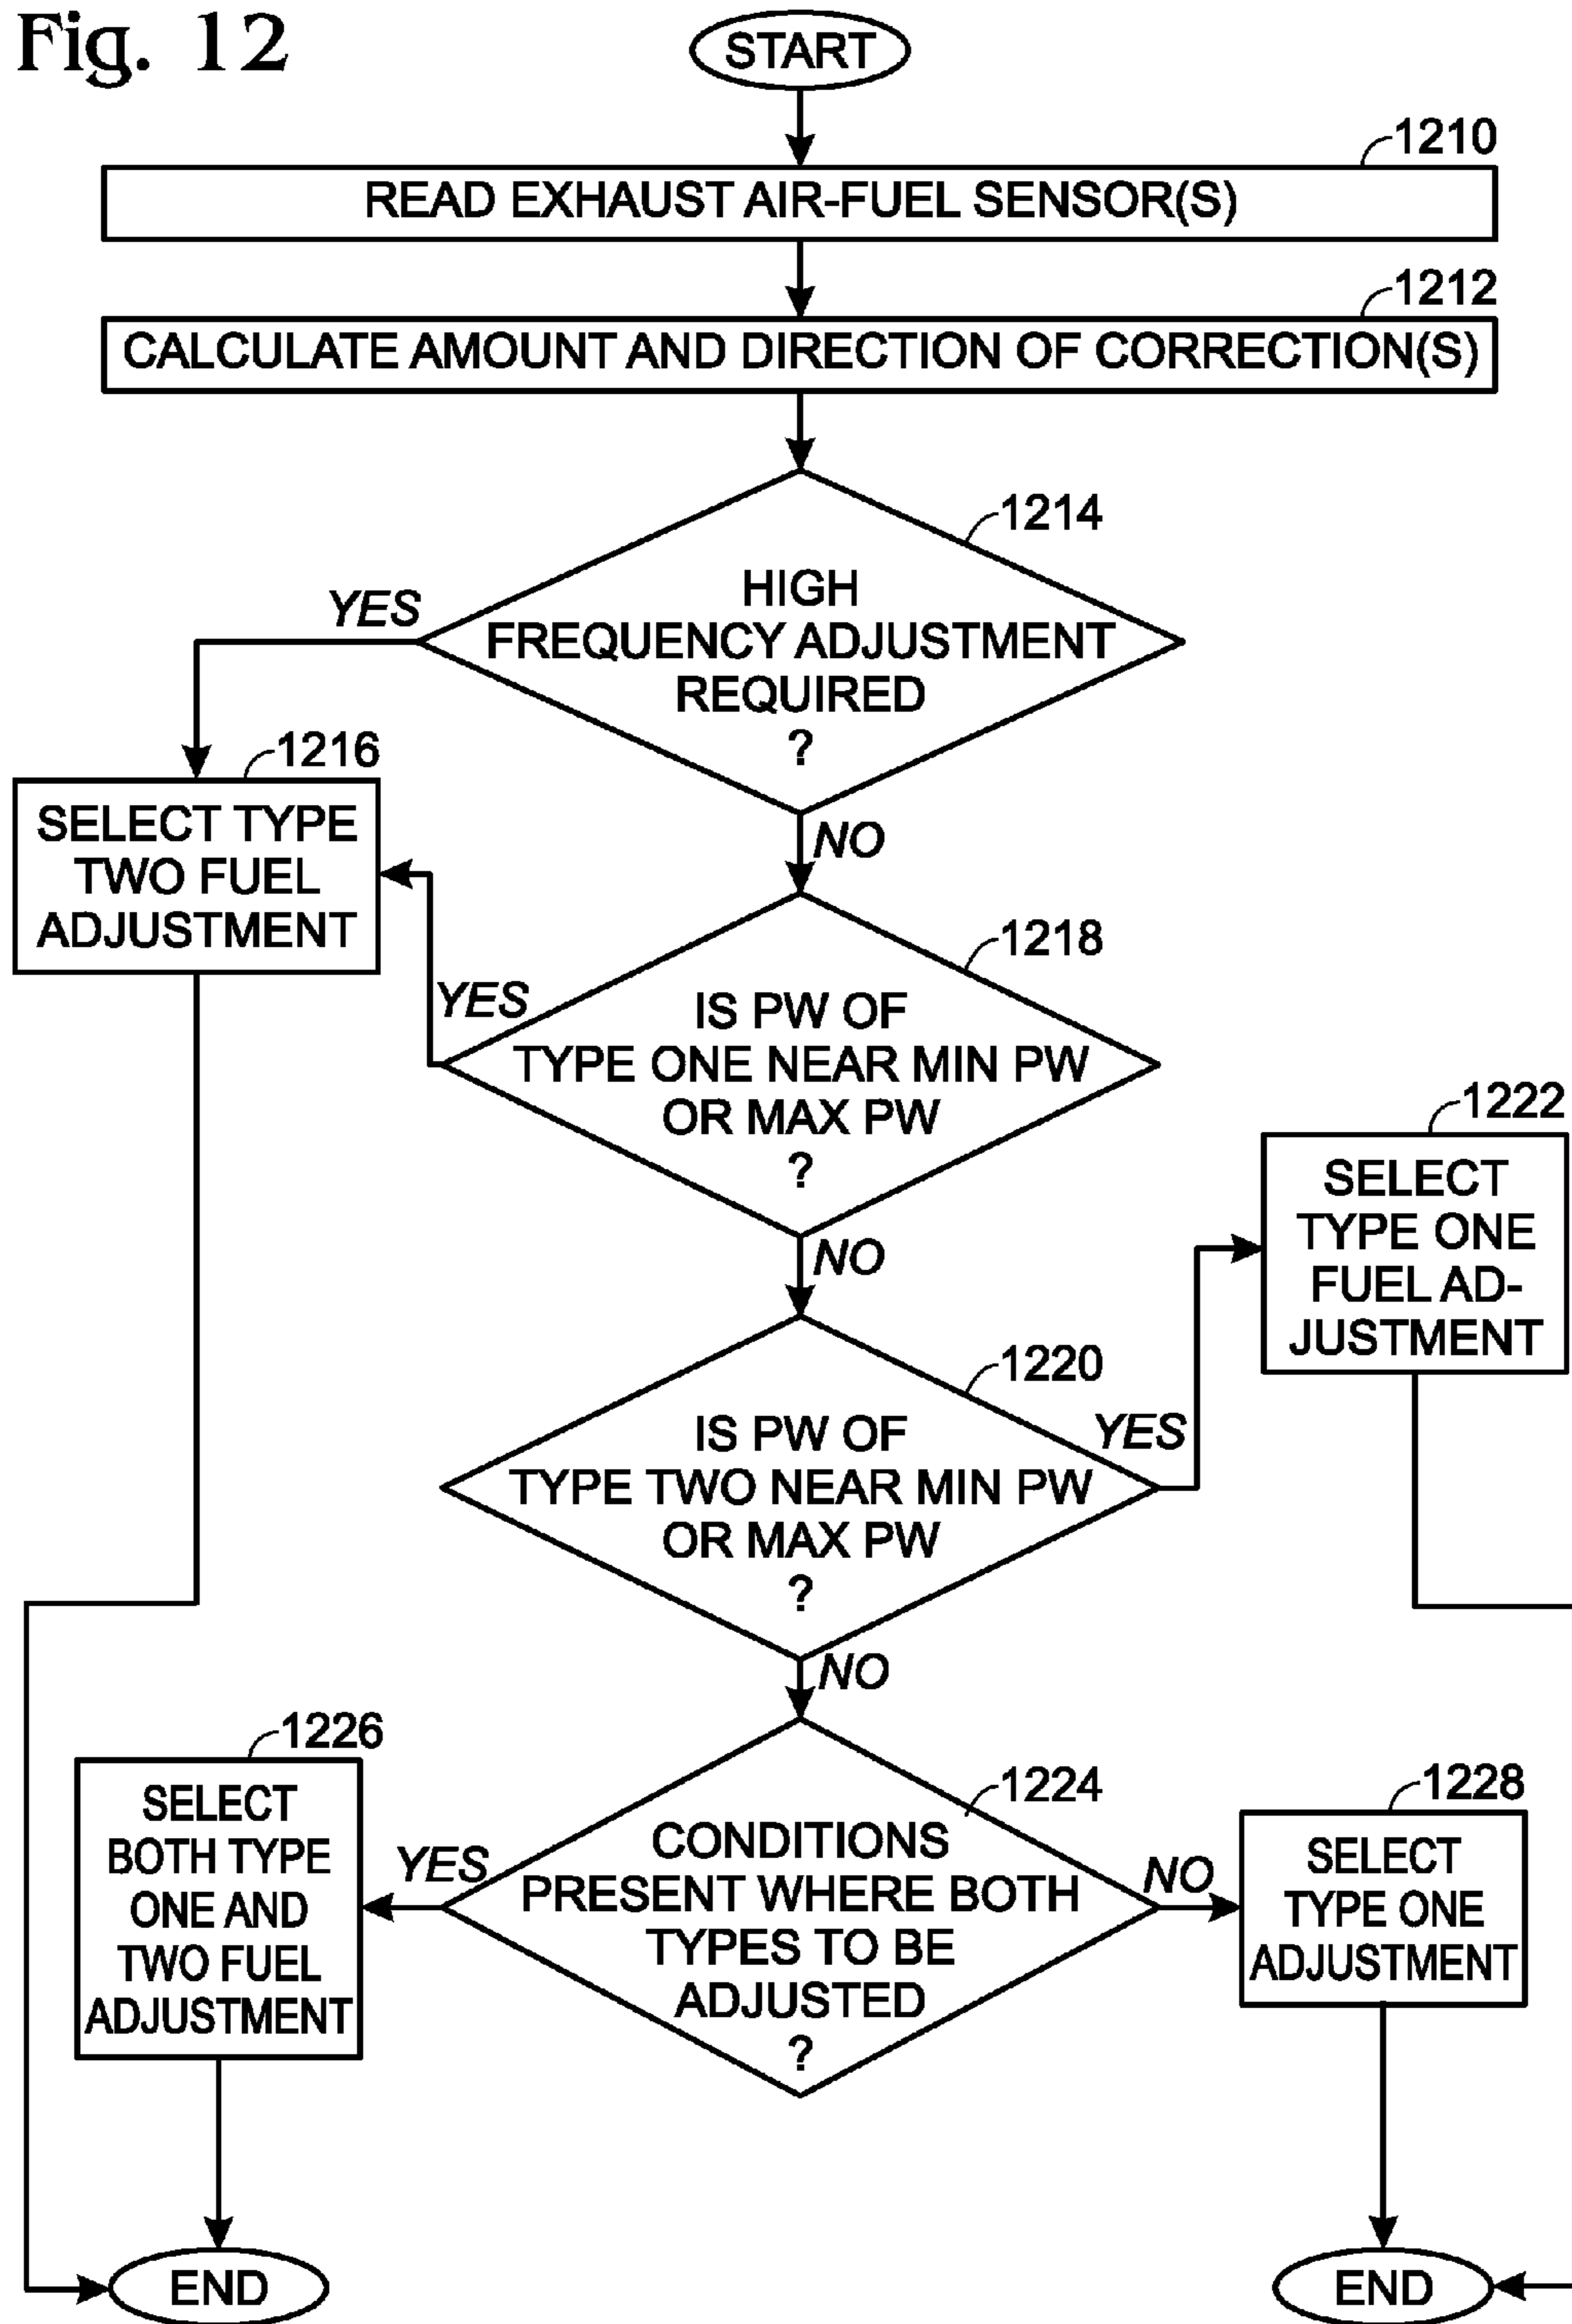 Fig. 12
START
1210
READ EXHAUST AIR-FUEL SENSOR(S)
1212
CALCULATE AMOUNT AND DIRECTION OF CORRECTION(S)
1214
HIGH
FREQUENCY ADJUSTMENT
REQUIRED
?
YES
NO
1216
SELECT TYPE
TWO FUEL
ADJUSTMENT
1218
IS PW OF
TYPE ONE NEAR MIN PW
OR MAX PW
?
YES
NO
1222
SELECT
TYPE ONE
FUEL AD-
JUSTMENT
1220
IS PW OF
TYPE TWO NEAR MIN PW
OR MAX PW
?
YES
NO
1226
SELECT
BOTH TYPE
ONE AND
TWO FUEL
ADJUSTMENT
1224
CONDITIONS
PRESENT WHERE BOTH
TYPES TO BE
ADJUSTED
?
YES
NO
1228
SELECT
TYPE ONE
ADJUSTMENT
END
END